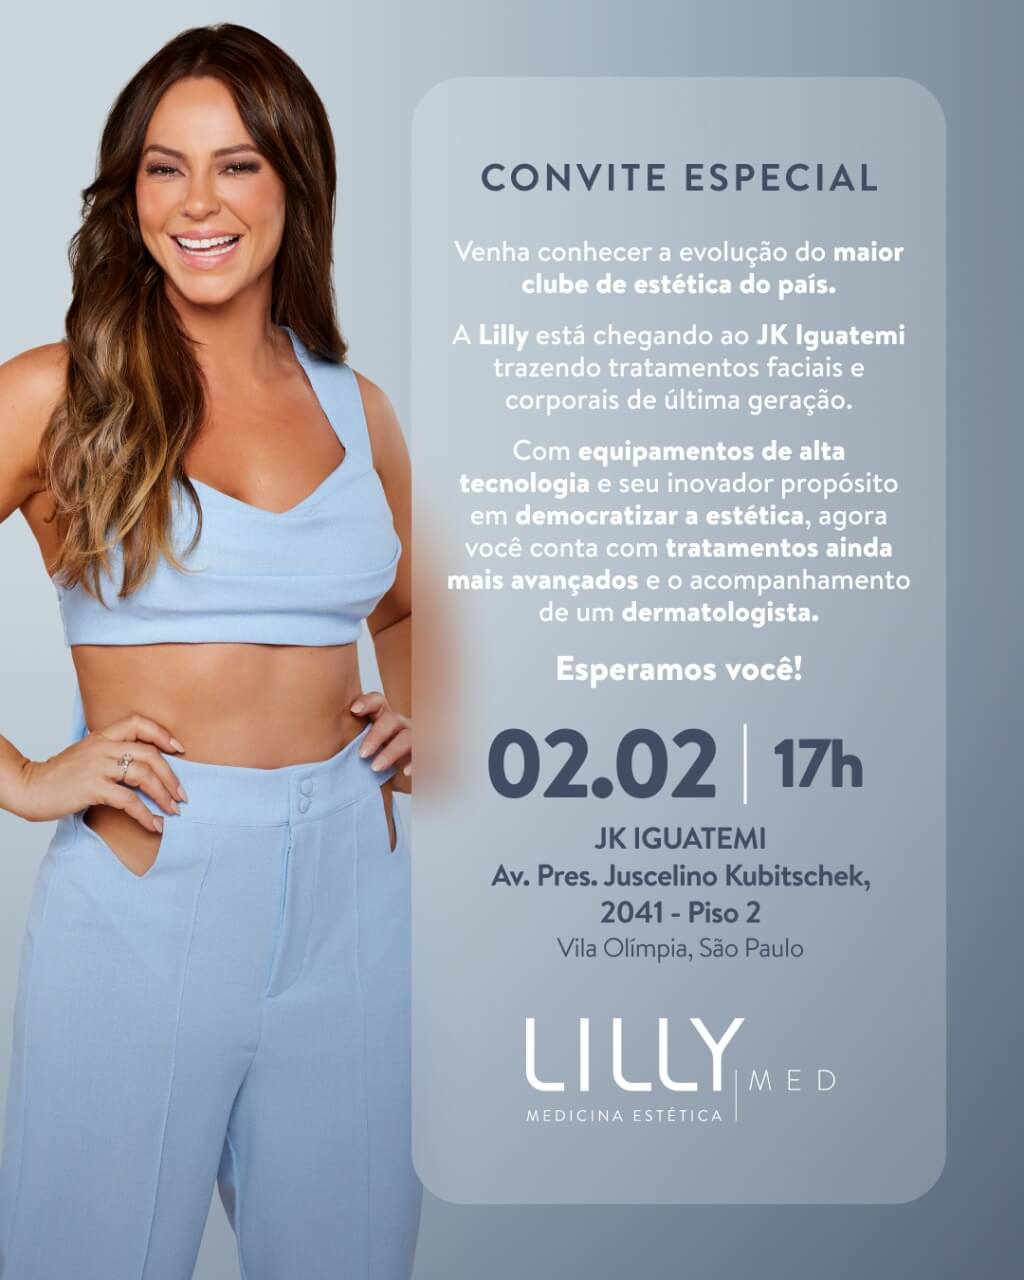 CONVITE ESPECIAL
Venha conhecer a evolução do maior
clube de estética do país.
A Lilly está chegando ao JK Iguatemi
trazendo tratamentos faciais e
corporais de última geração.
Com equipamentos de alta
tecnologia e seu inovador propósito
em democratizar a estética, agora
você conta com tratamentos ainda
mais avançados e o acompanhamento
de um dermatologista.
Esperamos você!
02.02 | 17h
JK IGUATEMI
Av. Pres. Juscelino Kubitschek,
2041 - Piso 2
Vila Olímpia, São Paulo
LILLY MED
MEDICINA ESTÉTICA